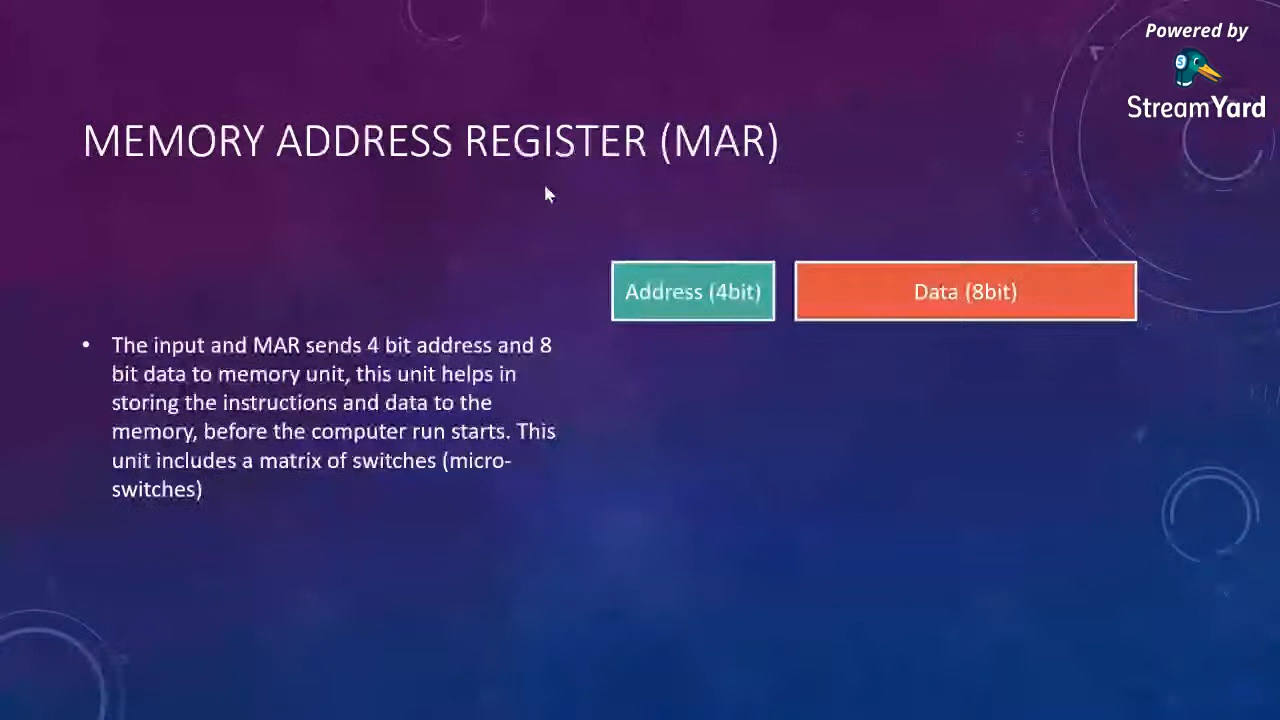 Powered by
StreamYard
MEMORY ADDRESS REGISTER (MAR)
Address (4bit)
Data (8bit)
• The input and MAR sends 4 bit address and 8
bit data to memory unit, this unit helps in
storing the instructions and data to the
memory, before the computer run starts. This
unit includes a matrix of switches (micro-
switches)